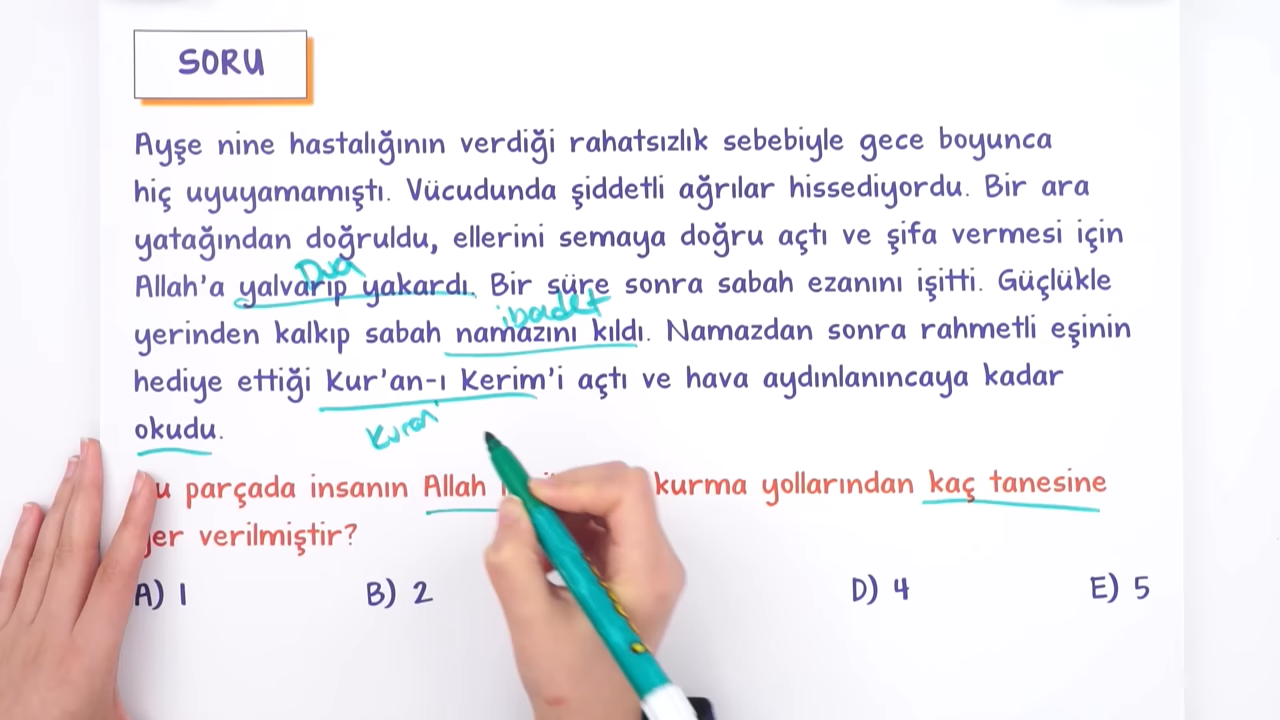 SORU
Ayşe nine hastalığının verdiği rahatsızlık sebebiyle gece boyunca
hiç uyuyamamıştı. Vücudunda şiddetli ağrılar hissediyordu. Bir ara
yatağından doğruldu, ellerini semaya doğru açtı ve şifa vermesi için
Dua
Allah'a yalvarıp yakardı. Bir süre sonra sabah ezanını işitti. Güçlükle
ibadet
yerinden kalkıp sabah namazını kıldı. Namazdan sonra rahmetli eşinin
hediye ettiği Kur'an-ı Kerim'i açtı ve hava aydınlanıncaya kadar
Kuran
okudu.
parçada insanın Allah kurma yollarından kaç tanesine
yer verilmiştir?
A) 1 B) 2 D) 4 E) 5